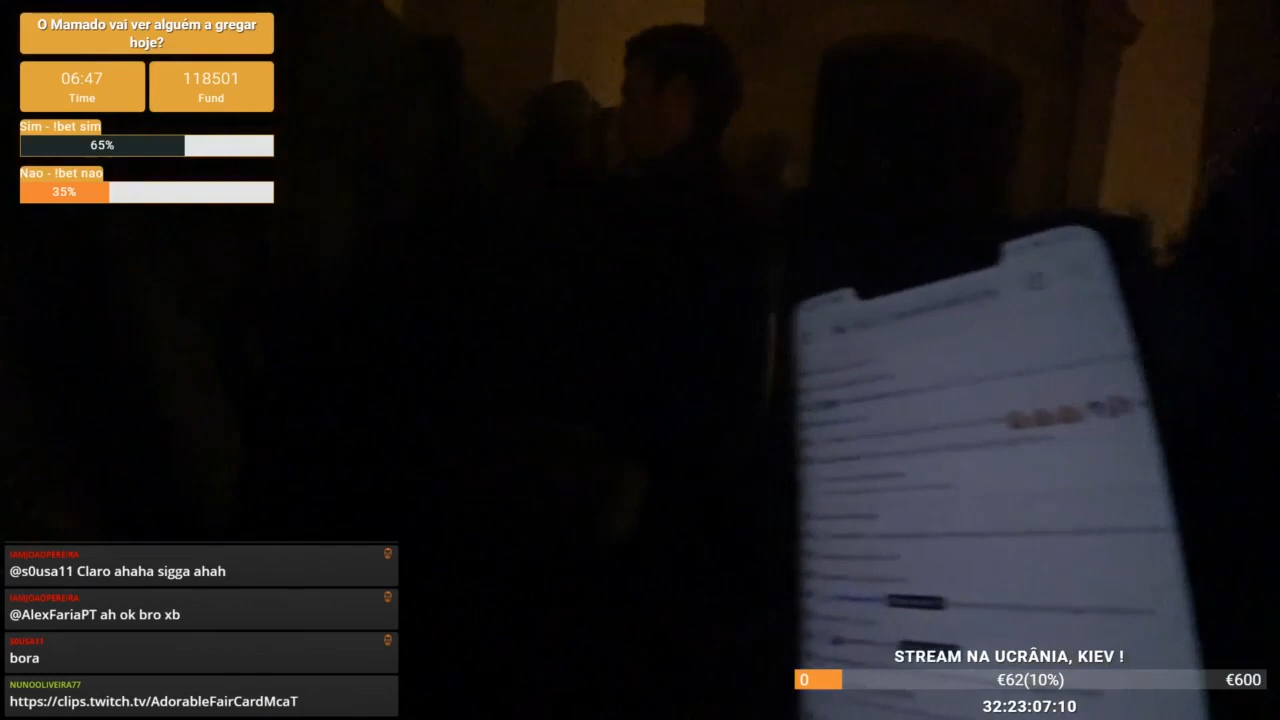 O Mamado vai ver alguém a gregar
hoje?
06:47
Time
118501
Fund
Sim - !bet sim
65%
Nao - !bet nao
35%
IAMJOAOPEREIRA
@s0usa11 Claro ahaha sigga ahah
IAMJOAOPEREIRA
@AlexFariaPT ah ok bro xb
S0USA11
bora
NUNOOLIVEIRA77
https://clips.twitch.tv/AdorableFairCardMcaT
STREAM NA UCRÂNIA, KIEV !
0 €62(10%) €600
32:23:07:10